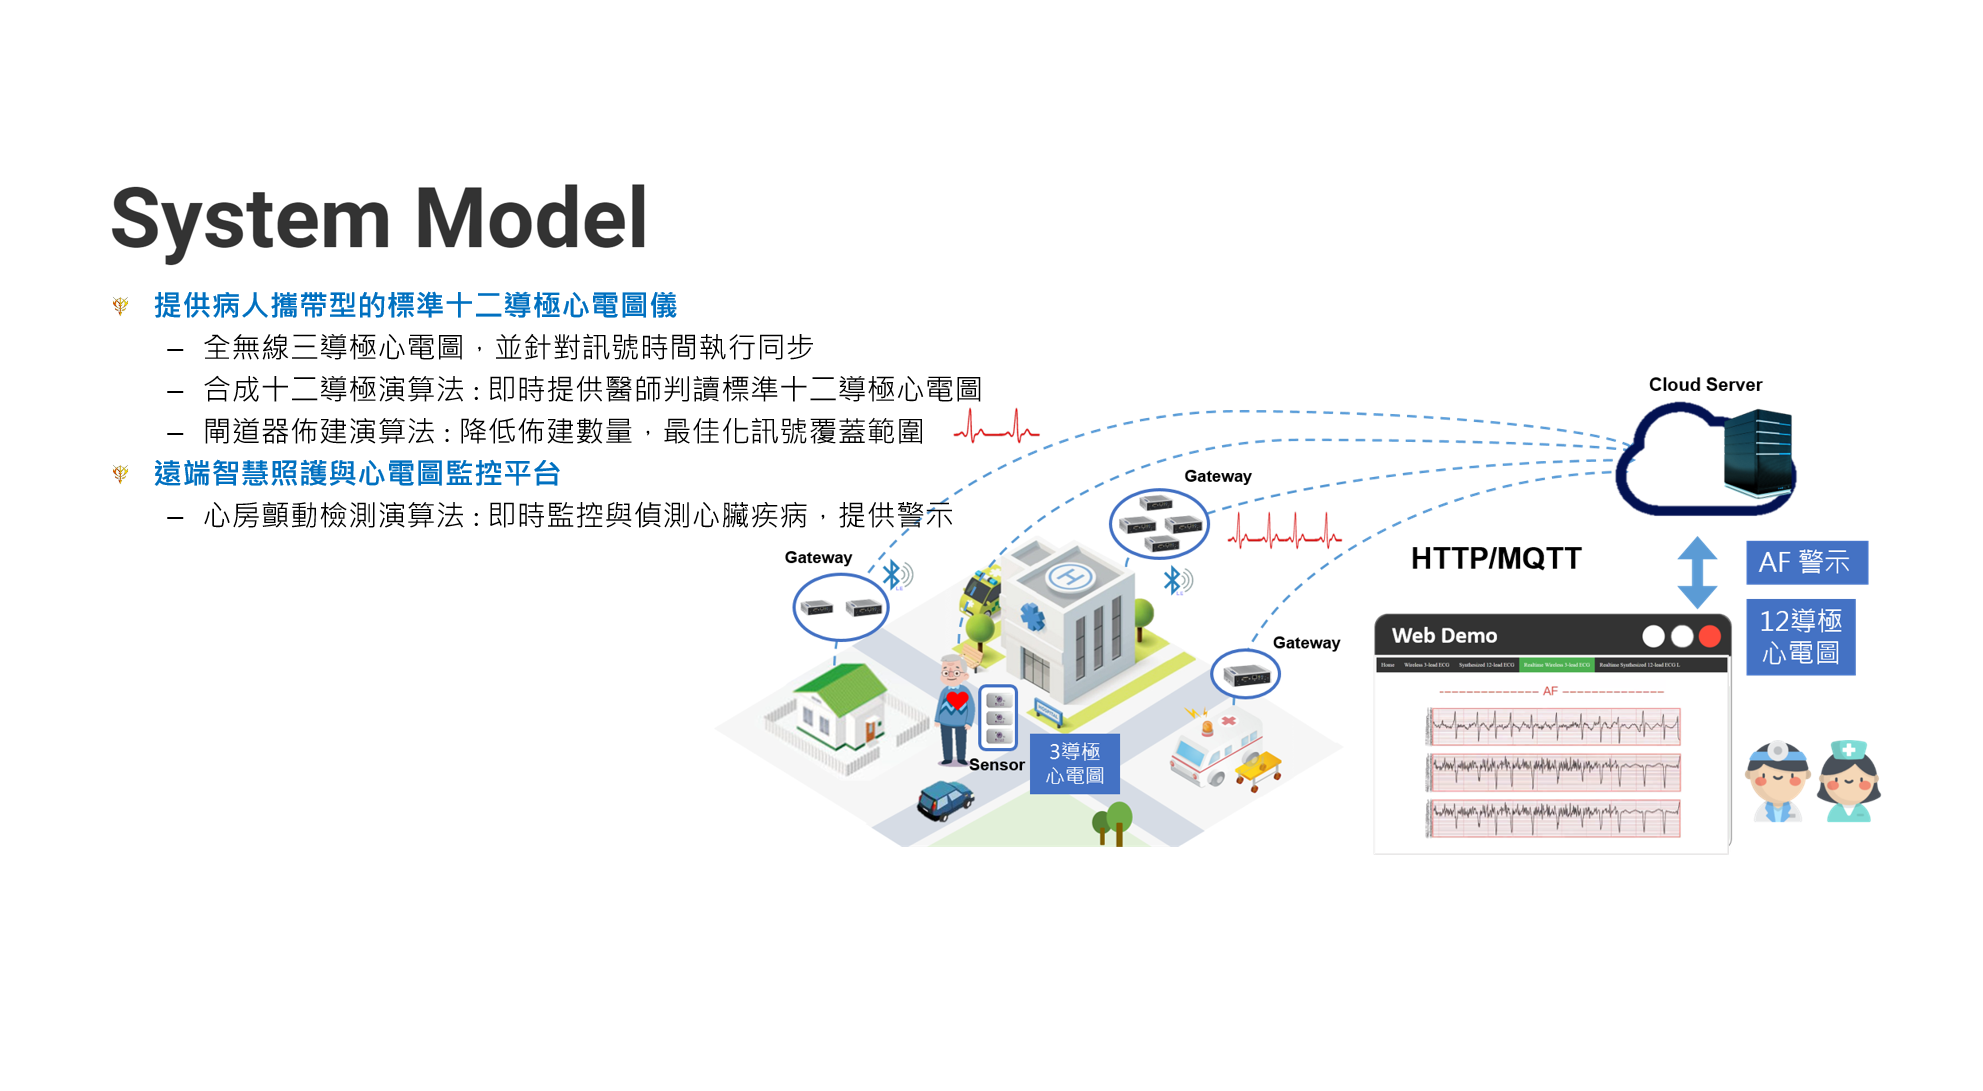 System Model
提供病人攜帶型的標準十二導極心電圖儀
– 全無線三導極心電圖，並針對訊號時間執行同步
– 合成十二導極演算法 : 即時提供醫師判讀標準十二導極心電圖
– 閘道器佈建演算法 : 降低佈建數量，最佳化訊號覆蓋範圍
遠端智慧照護與心電圖監控平台
– 心房顫動檢測演算法 : 即時監控與偵測心臟疾病，提供警示
Cloud Server
Gateway
Gateway
Gateway
HTTP/MQTT
AF 警示
12導極
心電圖
Web Demo
Home Wireless 3-lead ECG Synthesized 12-lead ECG Realtime Wireless 3-lead ECG Realtime Synthesized 12-lead ECG L
-------------- AF --------------
H
HOSPITAL
Sensor
3導極
心電圖